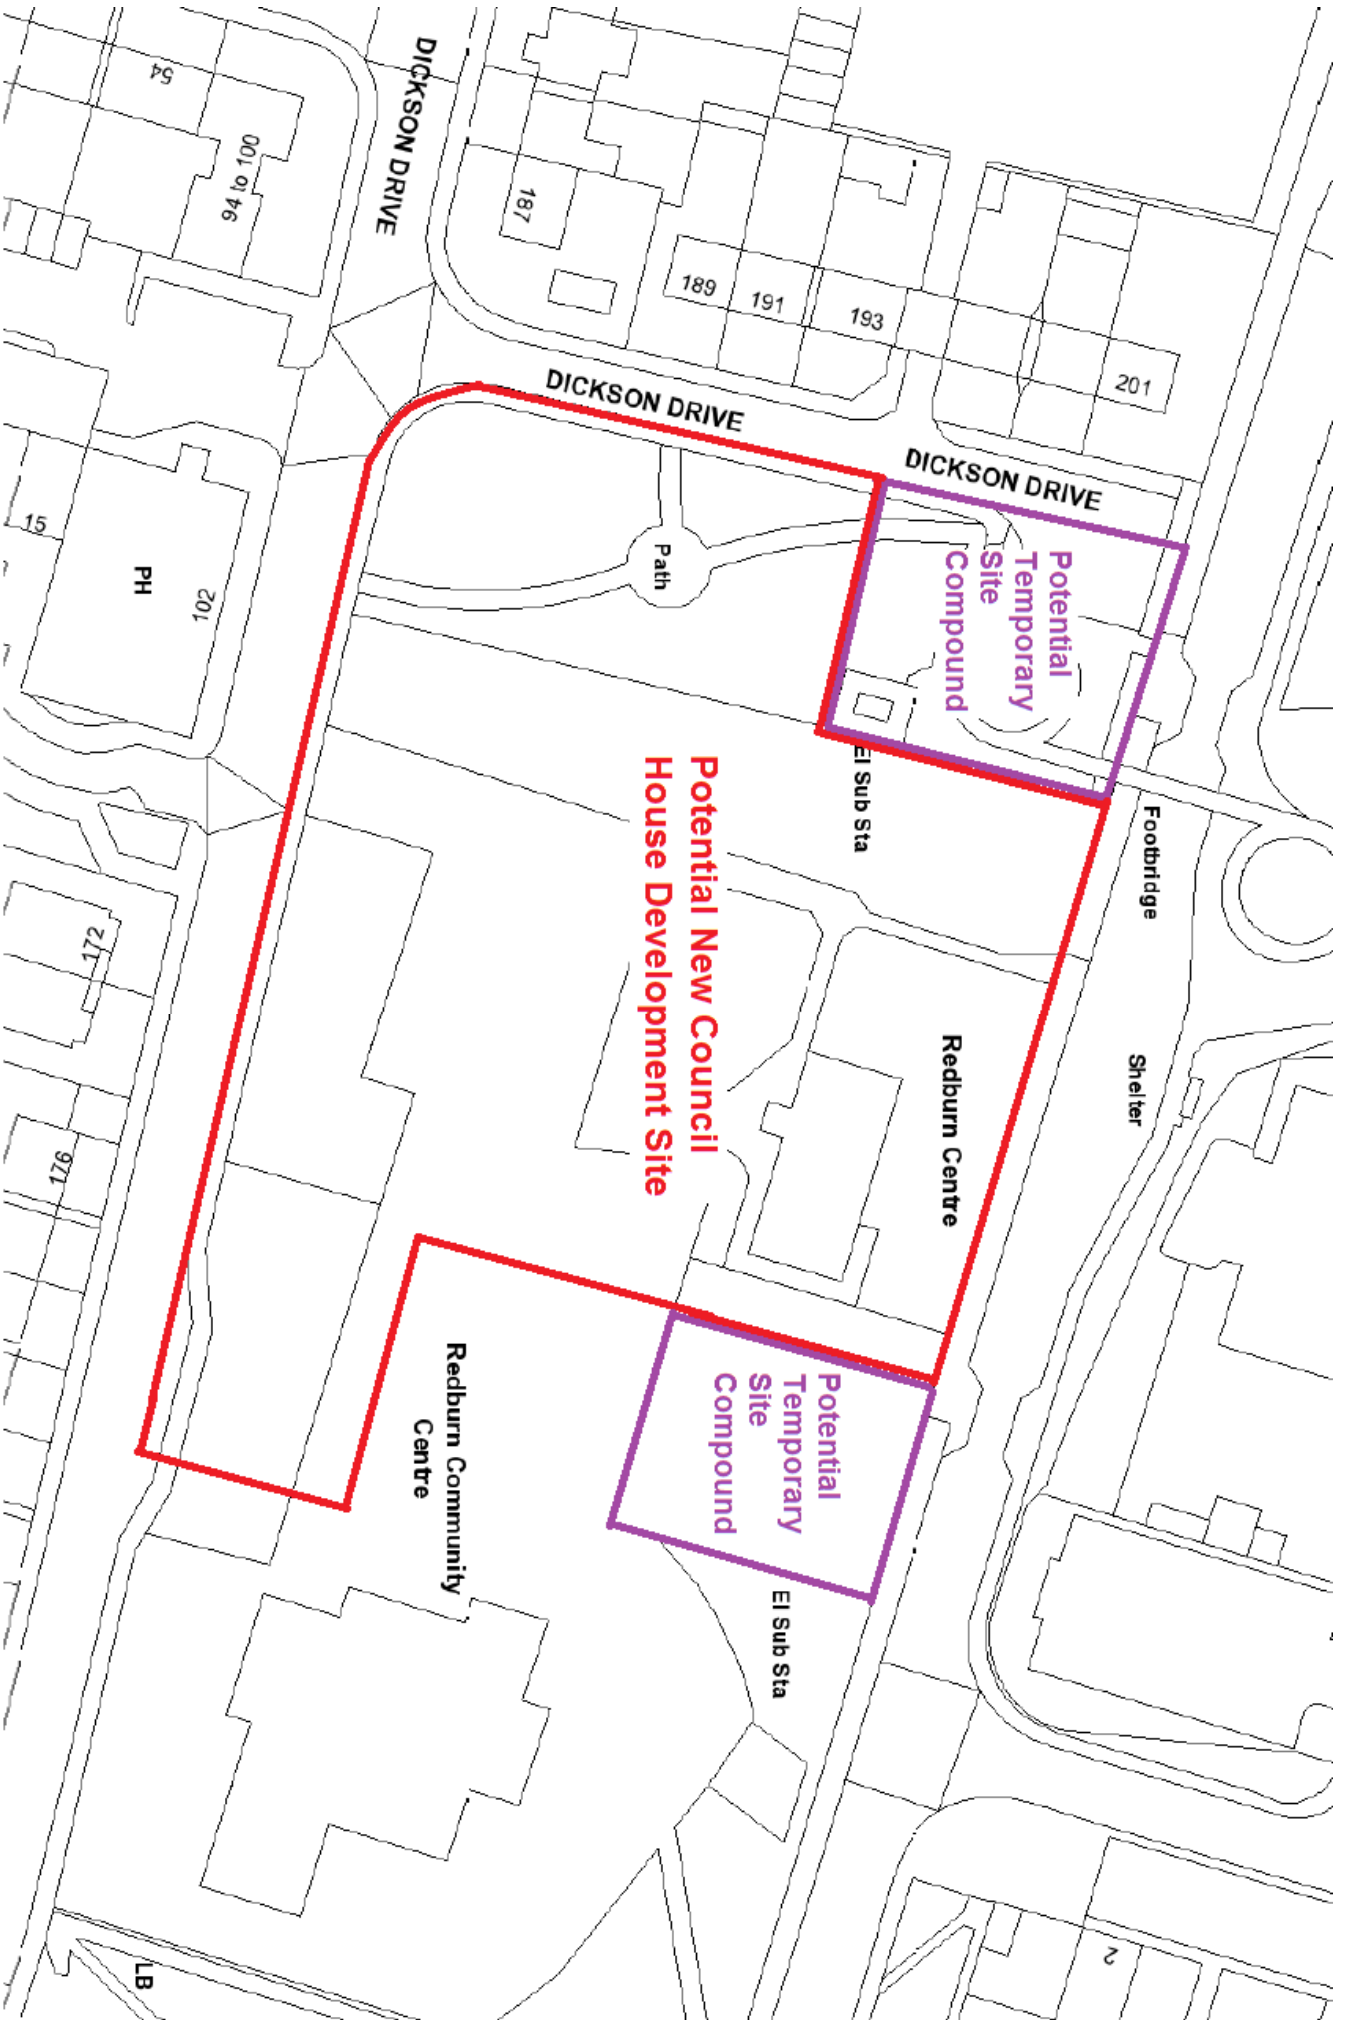 DICKSON DRIVE
54
94 to 100
187
189
191
193
201
DICKSON DRIVE
DICKSON DRIVE
15
PH
102
Path
Potential
Temporary
Site
Compound
El Sub Sta
Footbridge
Shelter
Potential New Council
House Development Site
Redburn Centre
172
176
Redburn Community
Centre
Potential
Temporary
Site
Compound
El Sub Sta
2
LB